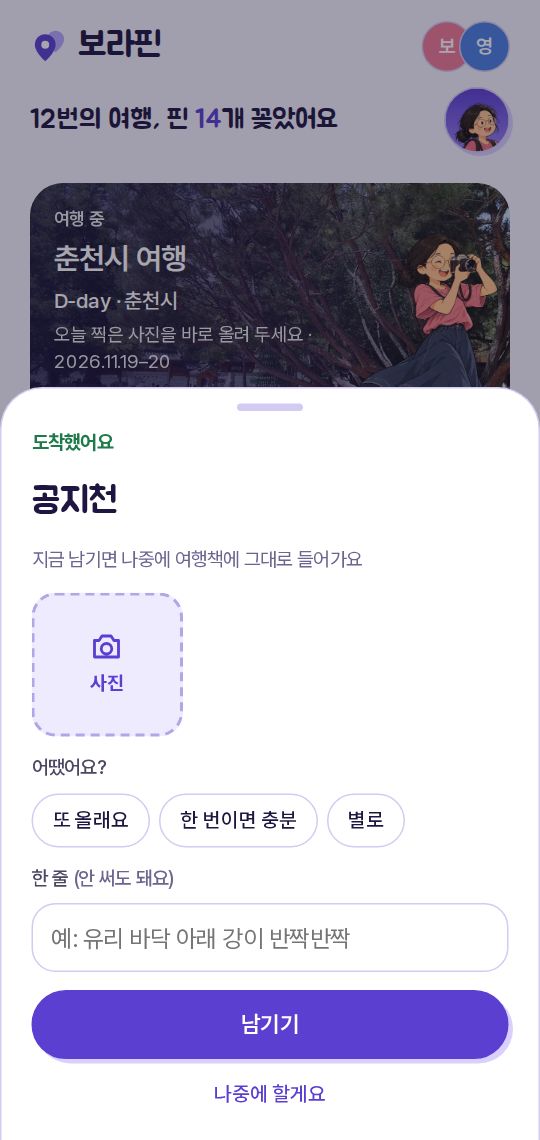 보라핀
보 영
12번의 여행, 핀 14개 꽂았어요
여행 중
춘천시 여행
D-day · 춘천시
오늘 찍은 사진을 바로 올려 두세요 ·
2026.11.19–20
도착했어요
공지천
지금 남기면 나중에 여행책에 그대로 들어가요
사진
어땠어요?
또 올래요 한 번이면 충분 별로
한 줄 (안 써도 돼요)
예: 유리 바닥 아래 강이 반짝반짝
남기기
나중에 할게요